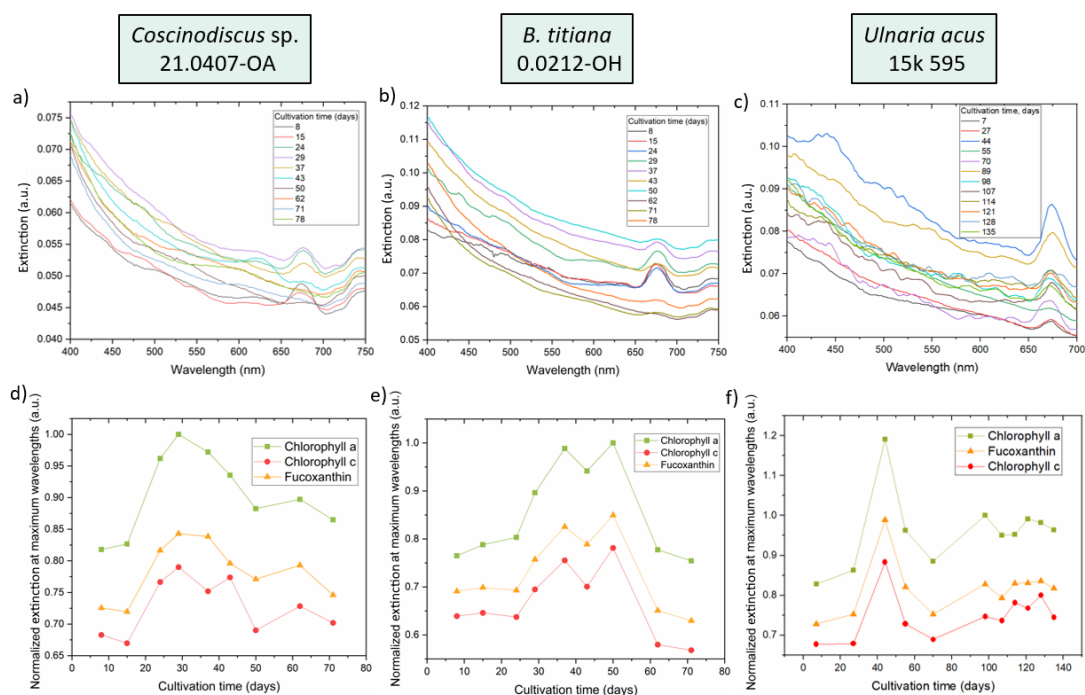 Coscinodiscus sp.
21.0407-OA
B. titiana
0.0212-OH
Ulnaria acus
15k 595
a)
Extinction (a.u.)
0.075
0.070
0.065
0.060
0.055
0.050
0.045
0.040
Cultivation time (days)
8
15
24
29
37
43
50
62
71
78
400 450 500 550 600 650 700 750
Wavelength (nm)
b)
Extinction (a.u.)
0.12
0.11
0.10
0.09
0.08
0.07
0.06
0.05
Cultivation time (days)
8
15
24
29
37
43
50
62
71
78
400 450 500 550 600 650 700 750
Wavelength (nm)
c)
Extinction (a.u.)
0.11
0.10
0.09
0.08
0.07
0.06
Cultivation time, days
7
27
44
55
70
89
98
107
114
121
128
135
400 450 500 550 600 650 700
Wavelength (nm)
d)
Normalized extinction at maximum wavelengths (a.u.)
1.00
0.95
0.90
0.85
0.80
0.75
0.70
0.65
Chlorophyll a
Chlorophyll c
Fucoxanthin
0 10 20 30 40 50 60 70 80
Cultivation time (days)
e)
Normalized extinction at maximum wavelengths (a.u.)
1.0
0.9
0.8
0.7
0.6
Chlorophyll a
Chlorophyll c
Fucoxanthin
0 10 20 30 40 50 60 70 80
Cultivation time (days)
f)
Normalized extinction at maximum wavelengths (a.u.)
1.2
1.1
1.0
0.9
0.8
0.7
Chlorophyll a
Fucoxanthin
Chlorophyll c
0 20 40 60 80 100 120 140
Cultivation time (days)